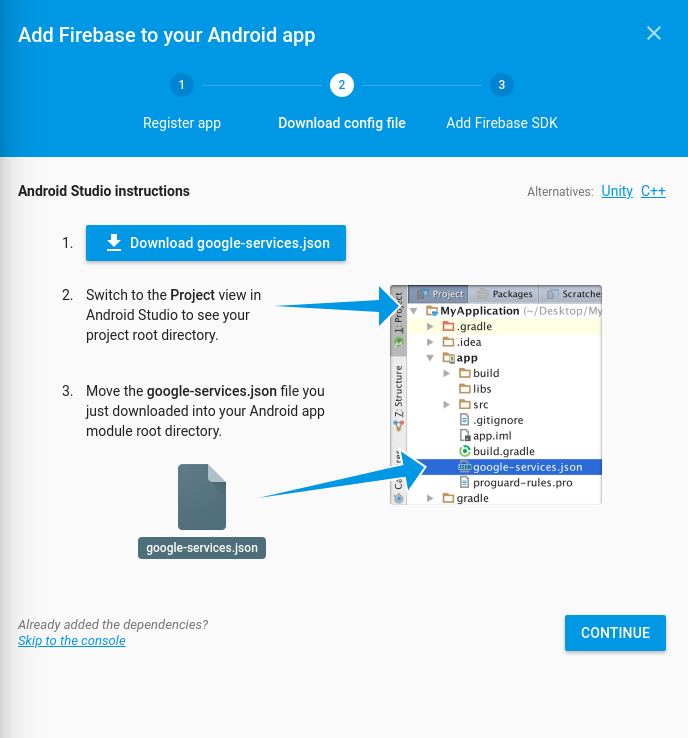 Add Firebase to your Android app
1
2
3
Register app
Download config file
Add Firebase SDK
Android Studio instructions
Alternatives: Unity C++
1. Download google-services.json
2. Switch to the Project view in
Android Studio to see your
project root directory.
3. Move the google-services.json file you
just downloaded into your Android app
module root directory.
google-services.json
Project Packages Scratche
1: Project
Z: Structure
MyApplication (~/Desktop/My
.gradle
.idea
app
build
libs
src
.gitignore
app.iml
build.gradle
google-services.json
proguard-rules.pro
gradle
Already added the dependencies?
Skip to the console
CONTINUE